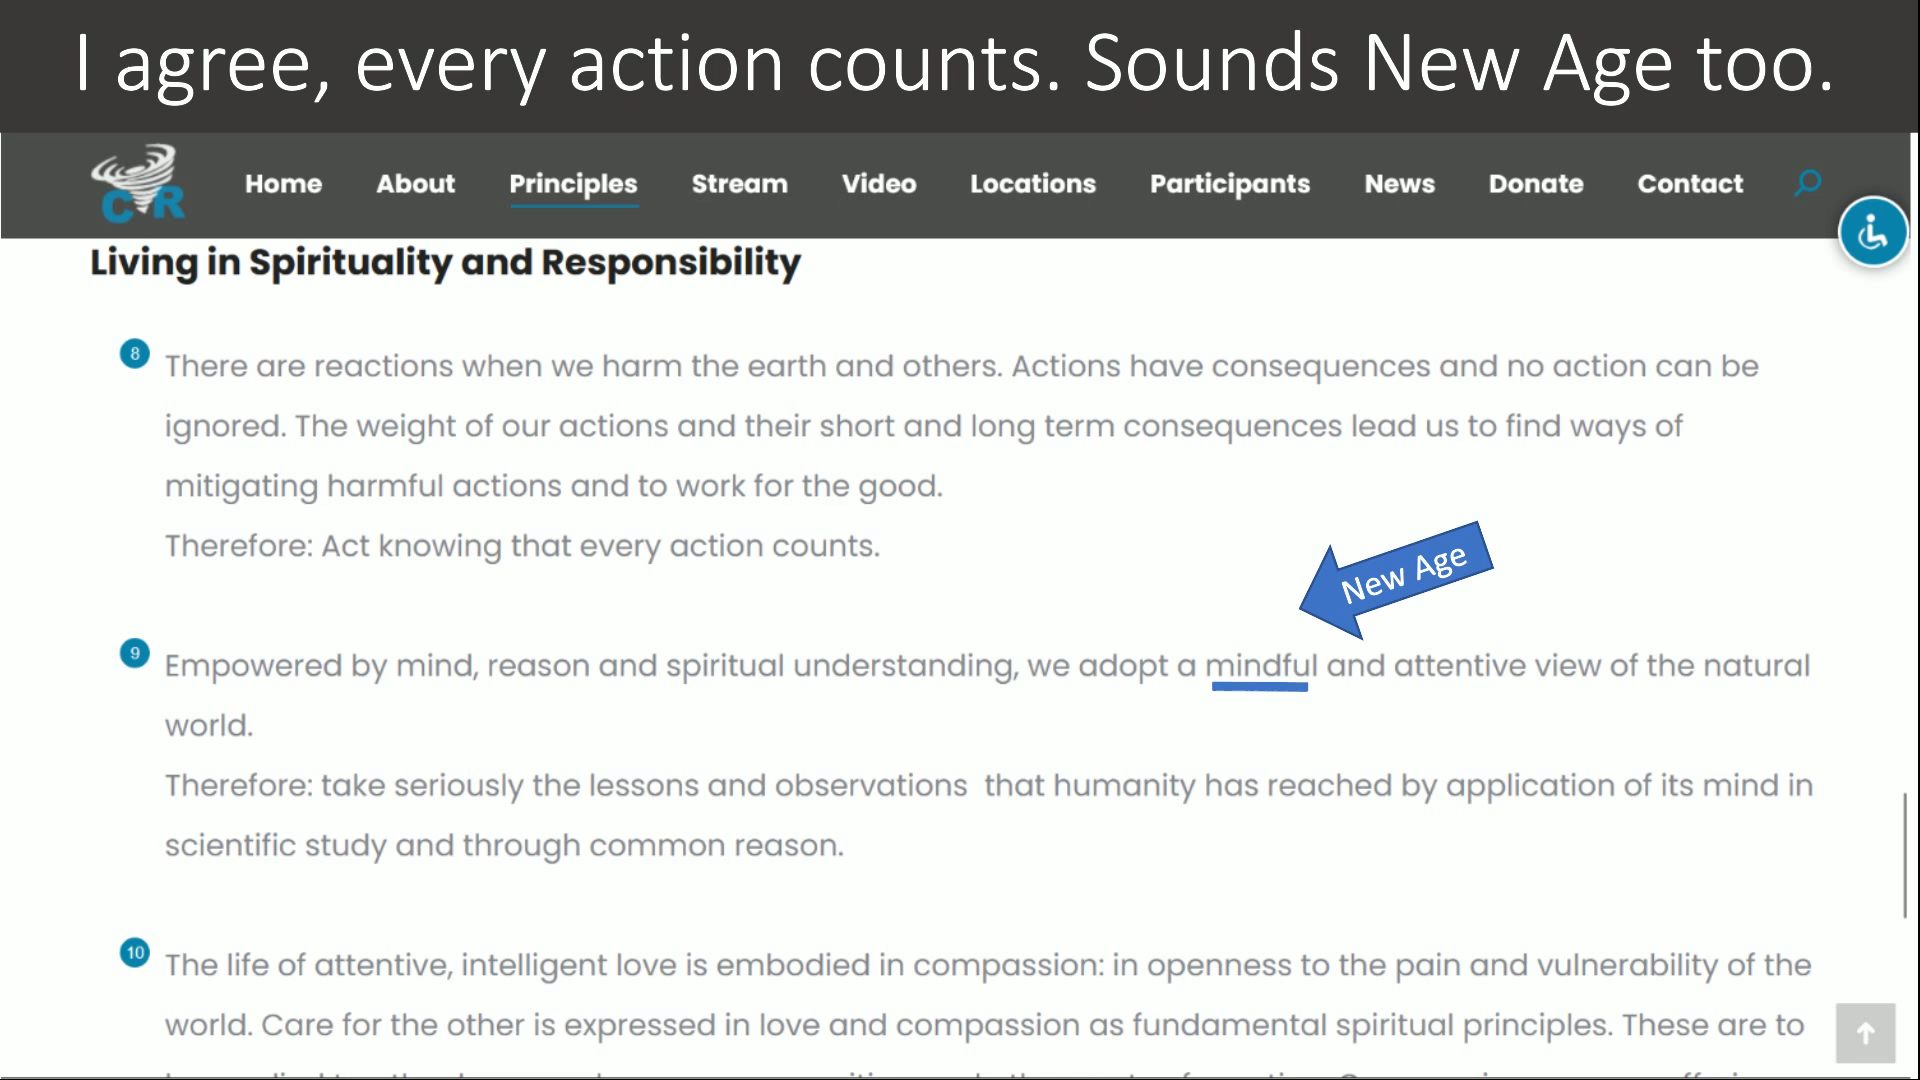 I agree, every action counts. Sounds New Age too.
C R Home About Principles Stream Video Locations Participants News Donate Contact
Living in Spirituality and Responsibility
8 There are reactions when we harm the earth and others. Actions have consequences and no action can be
ignored. The weight of our actions and their short and long term consequences lead us to find ways of
mitigating harmful actions and to work for the good.
Therefore: Act knowing that every action counts.
New Age
9 Empowered by mind, reason and spiritual understanding, we adopt a mindful and attentive view of the natural
world.
Therefore: take seriously the lessons and observations that humanity has reached by application of its mind in
scientific study and through common reason.
10 The life of attentive, intelligent love is embodied in compassion: in openness to the pain and vulnerability of the
world. Care for the other is expressed in love and compassion as fundamental spiritual principles. These are to